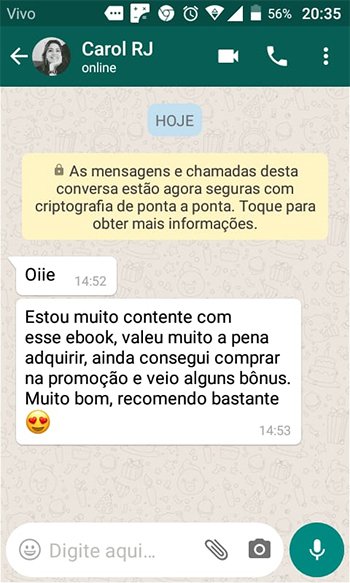 Vivo 56% 20:35
Carol RJ
online
HOJE
As mensagens e chamadas desta
conversa estão agora seguras com
criptografia de ponta a ponta. Toque para
obter mais informações.
Oiie 14:52
Estou muito contente com
esse ebook, valeu muito a pena
adquirir, ainda consegui comprar
na promoção e veio alguns bônus.
Muito bom, recomendo bastante
😍 14:53
Digite aqui...